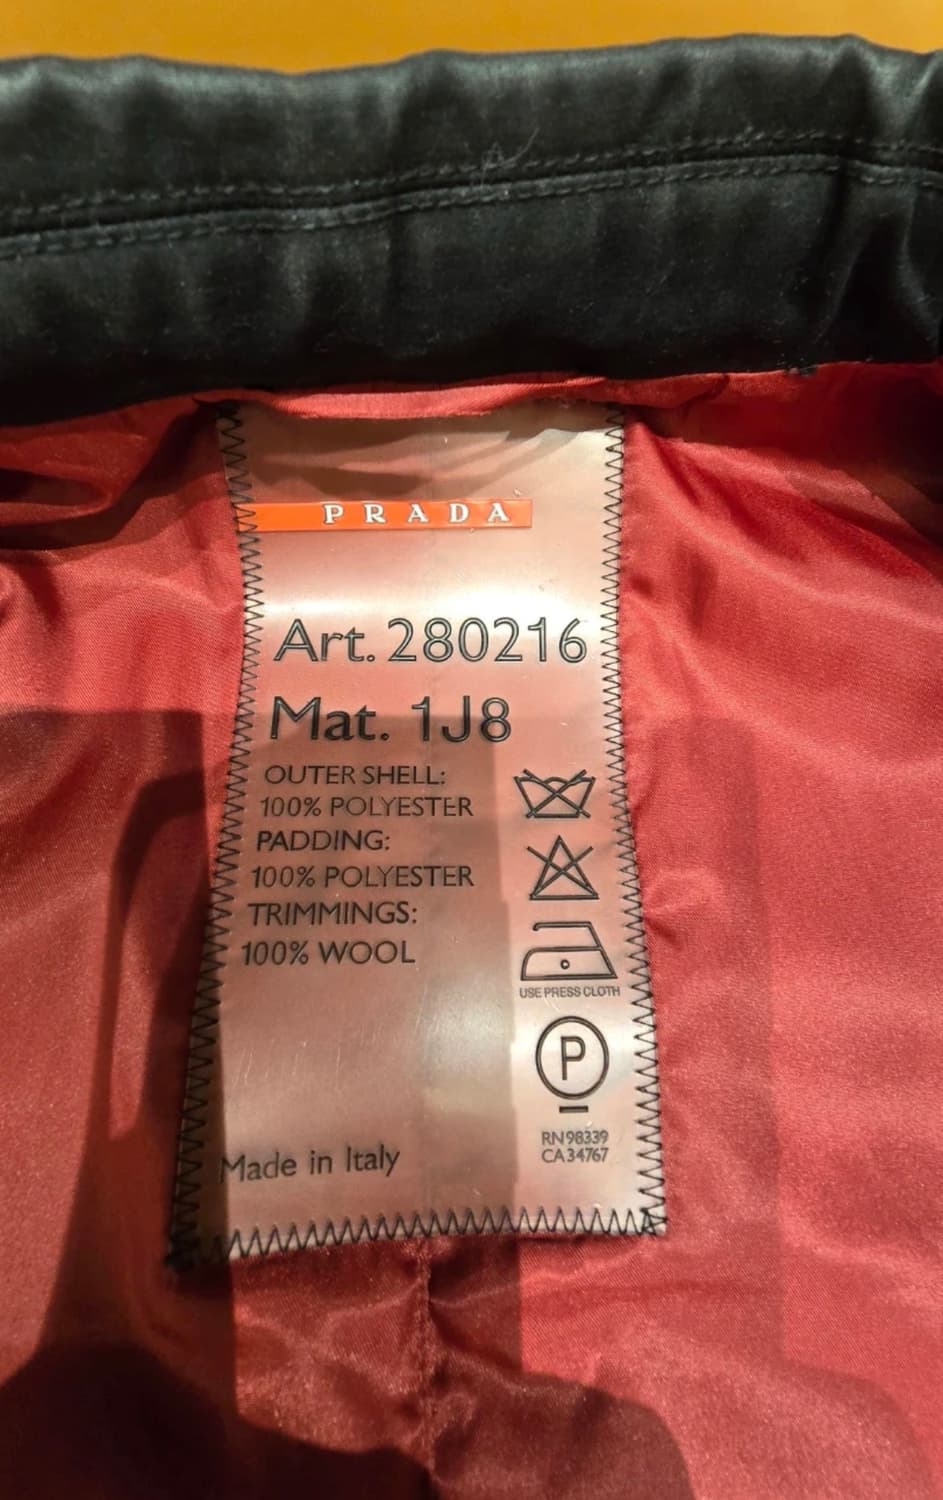 PRADA
Art. 280216
Mat. 1J8
OUTER SHELL:
100% POLYESTER
PADDING:
100% POLYESTER
TRIMMINGS:
100% WOOL
USE PRESS CLOTH
P
RN 98339
CA 34767
Made in Italy